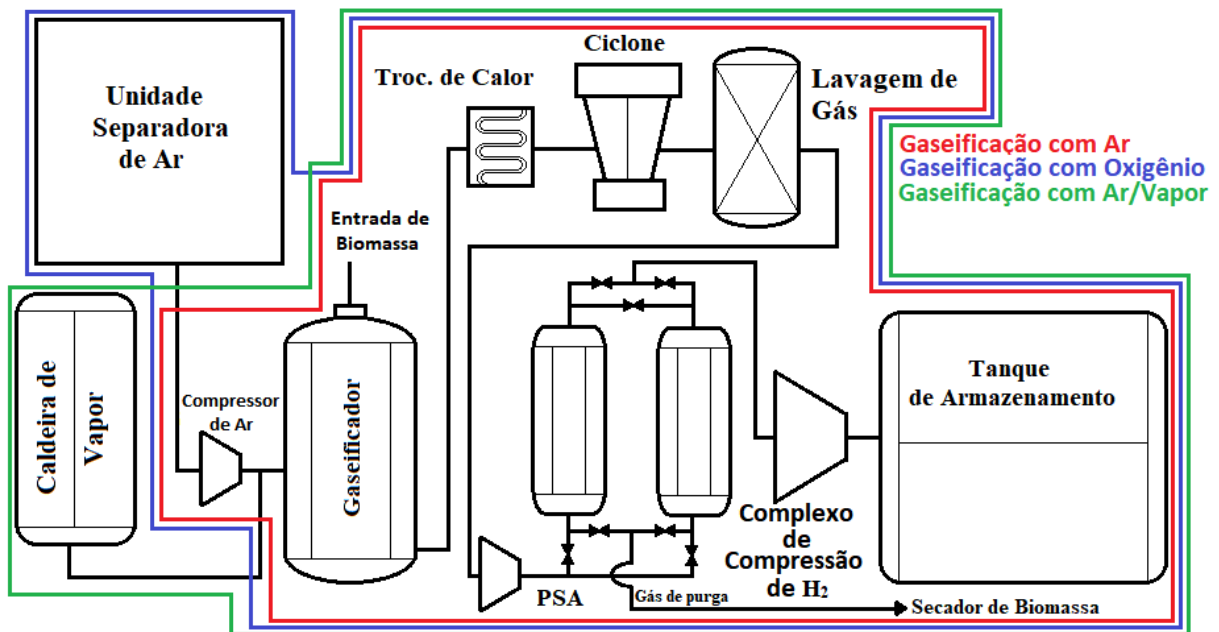 Ciclone
Troc. de Calor
Lavagem de
Gás
Unidade
Separadora
de Ar
Gaseificação com Ar
Gaseificação com Oxigênio
Gaseificação com Ar/Vapor
Entrada de
Biomassa
Caldeira de
Vapor
Compressor
de Ar
Gaseificador
Tanque
de Armazenamento
Complexo
de
Compressão
de H₂
PSA
Gás de purga
Secador de Biomassa